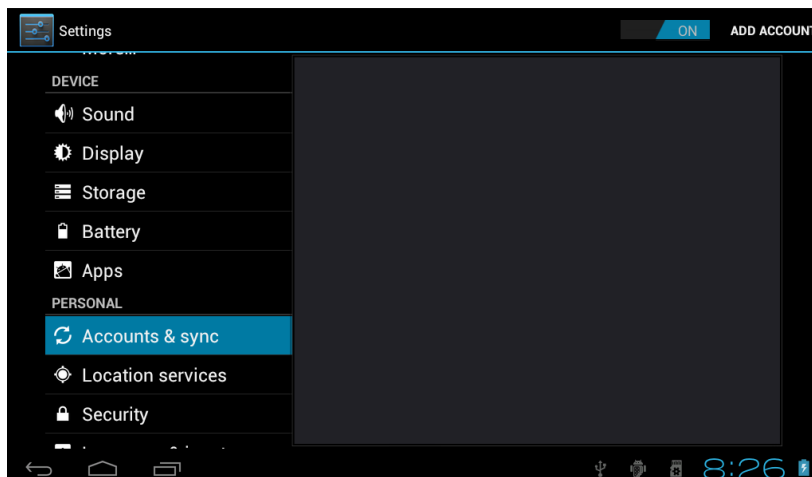 Settings
ON
ADD ACCOUNT
DEVICE
Sound
Display
Storage
Battery
Apps
PERSONAL
Accounts & sync
Location services
Security
8:26